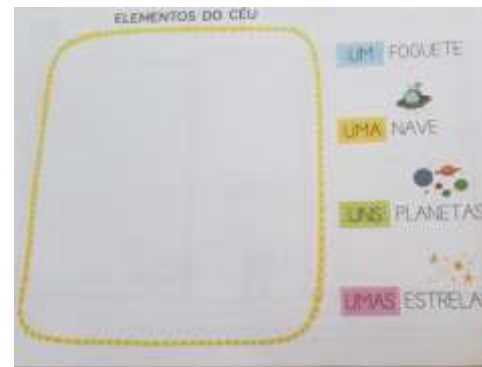 ELEMENTOS DO CÉU
UM FOGUETE
UMA NAVE
UNS PLANETAS
UMAS ESTRELA